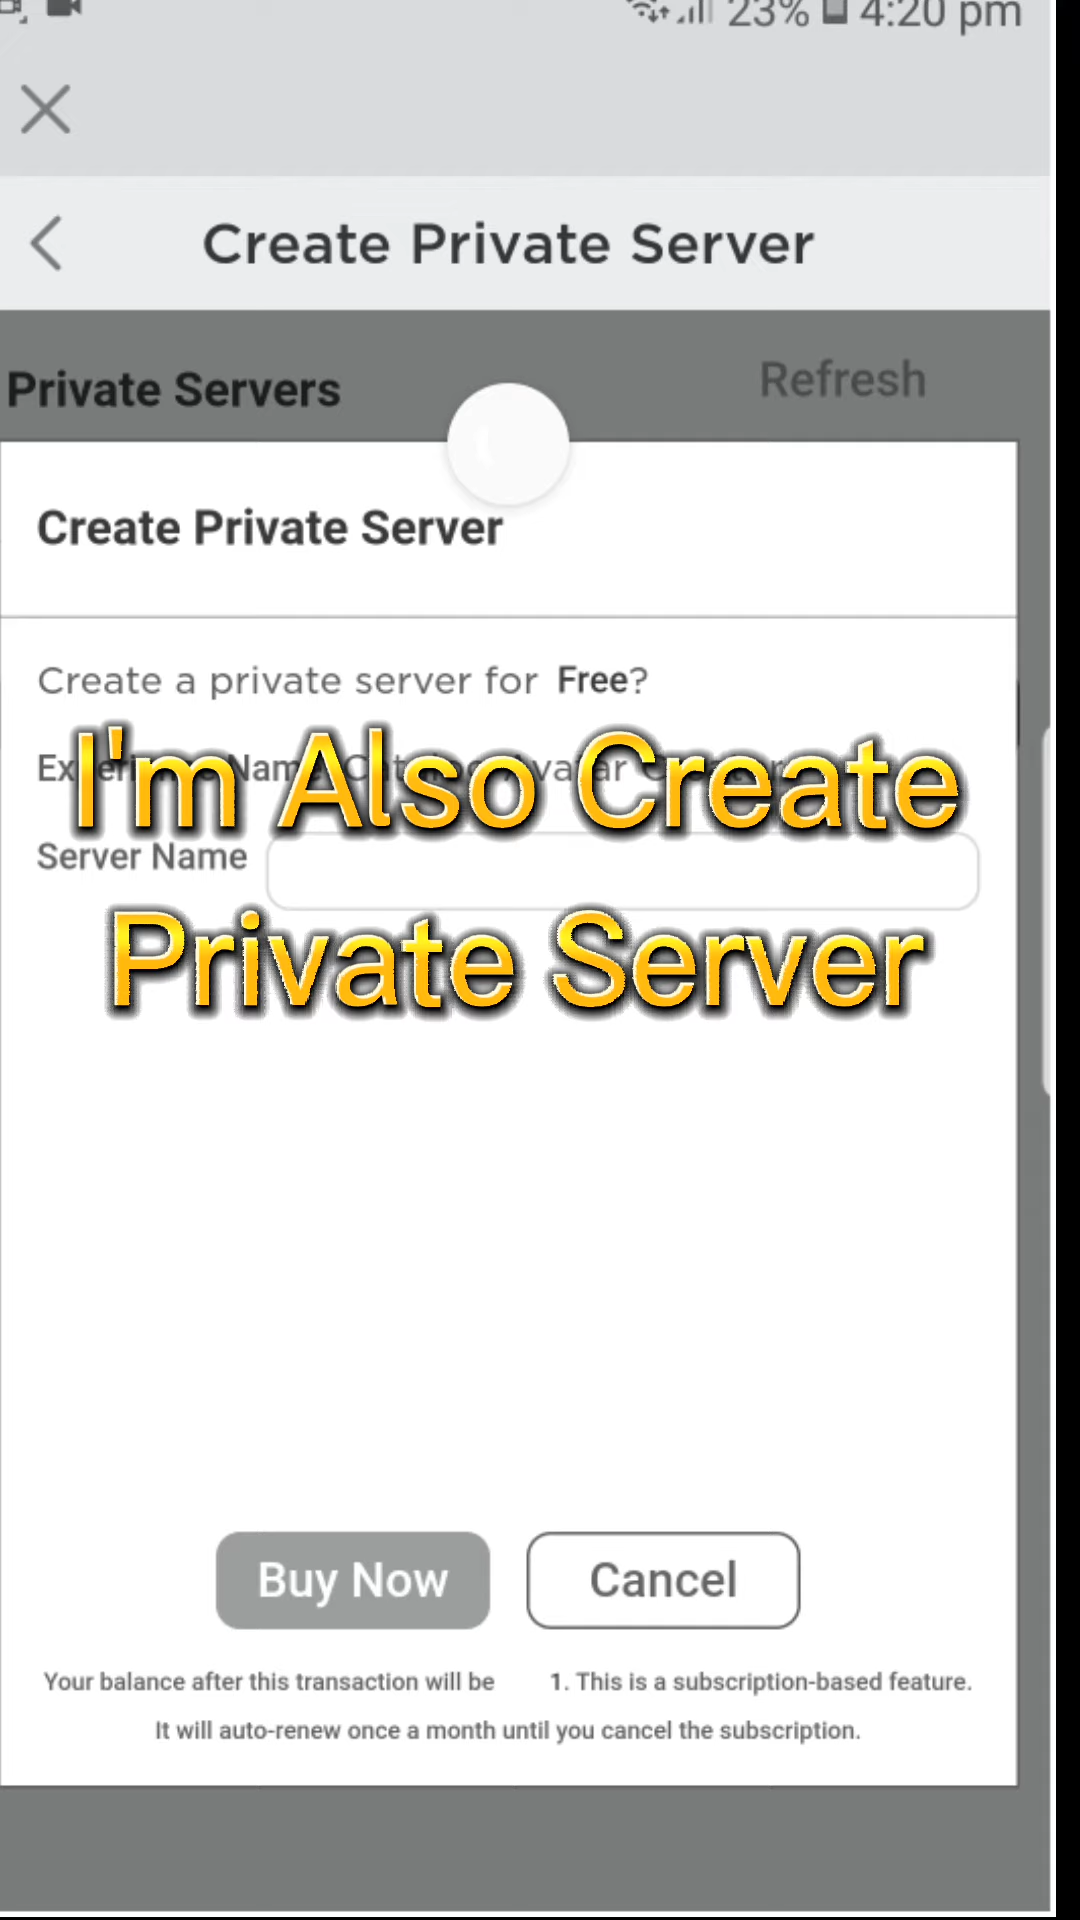 23% 4:20 pm
Create Private Server
Private Servers
Refresh
Create Private Server
Create a private server for Free?
I'm Also Create
Server Name
Private Server
Buy Now
Cancel
Your balance after this transaction will be 1. This is a subscription-based feature.
It will auto-renew once a month until you cancel the subscription.